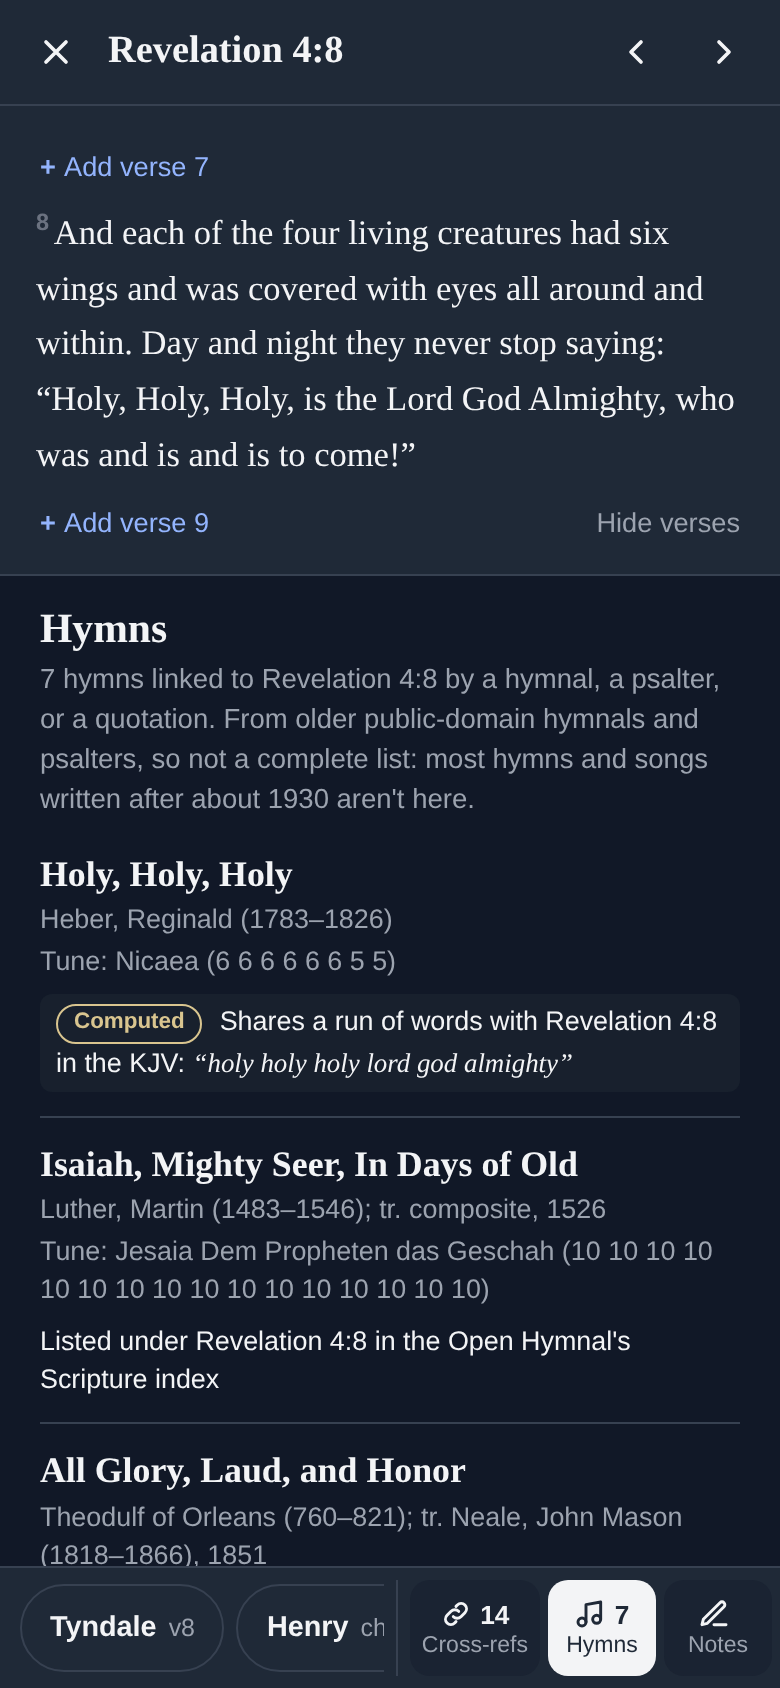 Revelation 4:8
+ Add verse 7
8 And each of the four living creatures had six
wings and was covered with eyes all around and
within. Day and night they never stop saying:
“Holy, Holy, Holy, is the Lord God Almighty, who
was and is and is to come!”
+ Add verse 9
Hide verses
Hymns
7 hymns linked to Revelation 4:8 by a hymnal, a psalter,
or a quotation. From older public-domain hymnals and
psalters, so not a complete list: most hymns and songs
written after about 1930 aren't here.
Holy, Holy, Holy
Heber, Reginald (1783–1826)
Tune: Nicaea (6 6 6 6 6 6 5 5)
Computed Shares a run of words with Revelation 4:8
in the KJV: “holy holy holy lord god almighty”
Isaiah, Mighty Seer, In Days of Old
Luther, Martin (1483–1546); tr. composite, 1526
Tune: Jesaia Dem Propheten das Geschah (10 10 10 10
10 10 10 10 10 10 10 10 10 10 10 10)
Listed under Revelation 4:8 in the Open Hymnal's
Scripture index
All Glory, Laud, and Honor
Theodulf of Orleans (760–821); tr. Neale, John Mason
(1818–1866), 1851
Tyndale v8
Henry ch
14
Cross-refs
7
Hymns
Notes